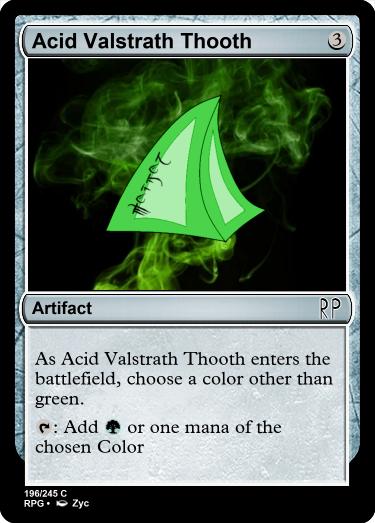 Acid Valstrath Thooth 3
Artifact RP
As Acid Valstrath Thooth enters the
battlefield, choose a color other than
green.
: Add or one mana of the
chosen Color
196/245 C
RPG • Zyc